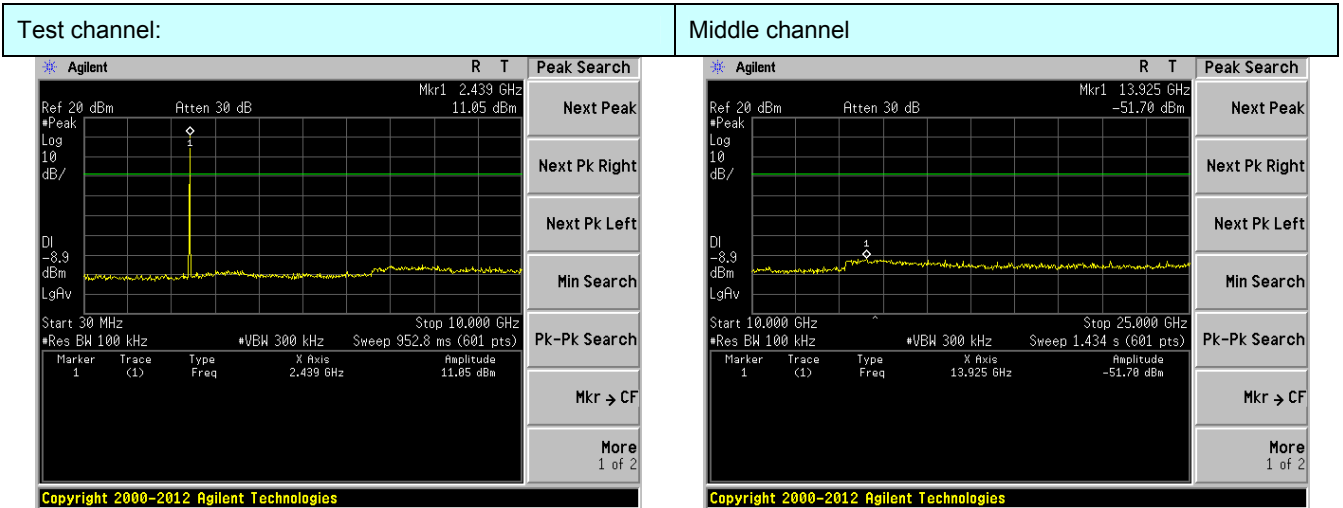 Test channel: Middle channel
Agilent R T Peak Search
Mkr1 2.439 GHz
Ref 20 dBm Atten 30 dB 11.05 dBm
#Peak
Log
10
dB/
1
DI
-8.9
dBm
LgAv
Start 30 MHz Stop 10.000 GHz
#Res BW 100 kHz #VBW 300 kHz Sweep 952.8 ms (601 pts)
Marker Trace Type X Axis Amplitude
1 (1) Freq 2.439 GHz 11.05 dBm
Next Peak
Next Pk Right
Next Pk Left
Min Search
Pk-Pk Search
Mkr → CF
More
1 of 2
Copyright 2000-2012 Agilent Technologies
Agilent R T Peak Search
Mkr1 13.925 GHz
Ref 20 dBm Atten 30 dB -51.70 dBm
#Peak
Log
10
dB/
1
DI
-8.9
dBm
LgAv
Start 10.000 GHz ^ Stop 25.000 GHz
#Res BW 100 kHz #VBW 300 kHz Sweep 1.434 s (601 pts)
Marker Trace Type X Axis Amplitude
1 (1) Freq 13.925 GHz -51.70 dBm
Next Peak
Next Pk Right
Next Pk Left
Min Search
Pk-Pk Search
Mkr → CF
More
1 of 2
Copyright 2000-2012 Agilent Technologies